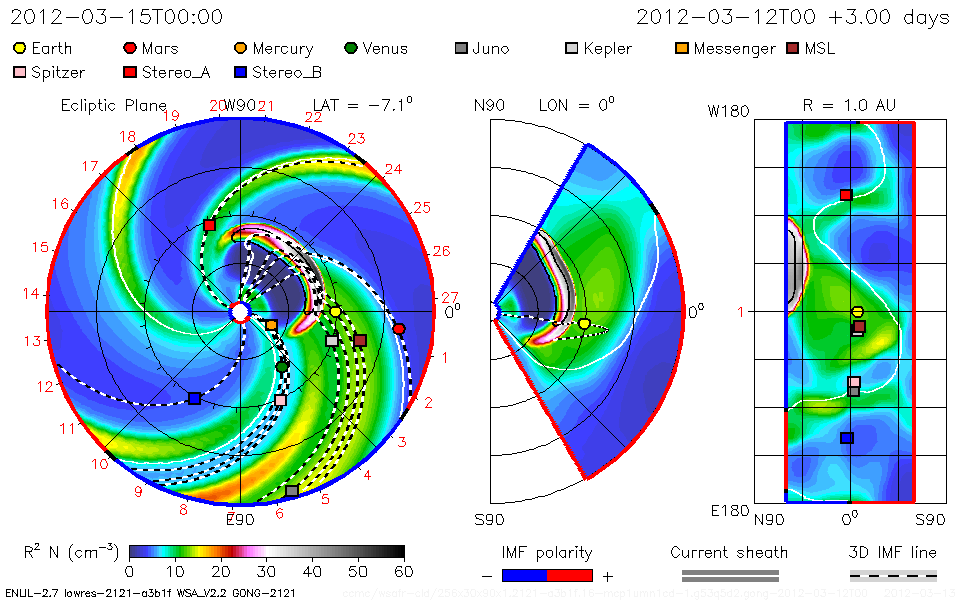 2012-03-15T00:00 2012-03-12T00 +3.00 days
Earth Mars Mercury Venus Juno Kepler Messenger MSL
Spitzer Stereo_A Stereo_B
Ecliptic Plane W90 LAT = -7.1° N90 LON = 0° W180 R = 1.0 AU
20 21
19 22
18 23
17 24
16 25
15 26
14 27 0° 0° 1
13 1
12 2
11 3
10 4
9 5
8 7 6
E90 S90 E180 N90 0° S90
R² N (cm⁻³) 0 10 20 30 40 50 60
IMF polarity Current sheath 3D IMF line
- +
ENLIL-2.7 lowres-2121-a3b1f WSA_V2.2 GONG-2121